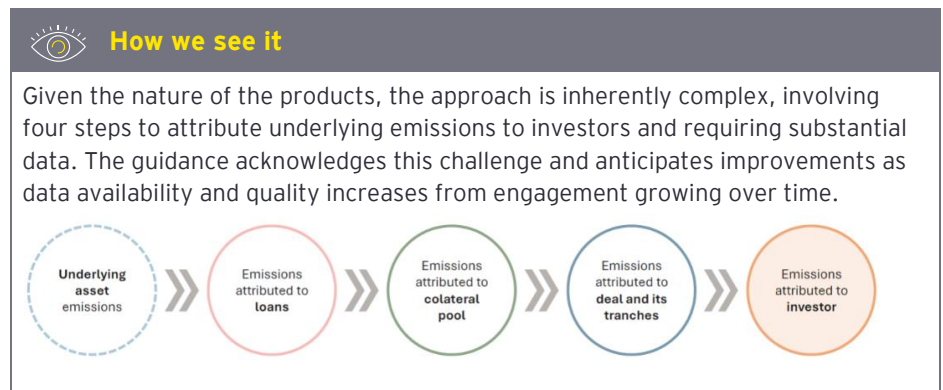 How we see it
Given the nature of the products, the approach is inherently complex, involving
four steps to attribute underlying emissions to investors and requiring substantial
data. The guidance acknowledges this challenge and anticipates improvements as
data availability and quality increases from engagement growing over time.
Underlying
asset
emissions
Emissions
attributed to
loans
Emissions
attributed to
colateral
pool
Emissions
attributed to
deal and its
tranches
Emissions
attributed to
investor